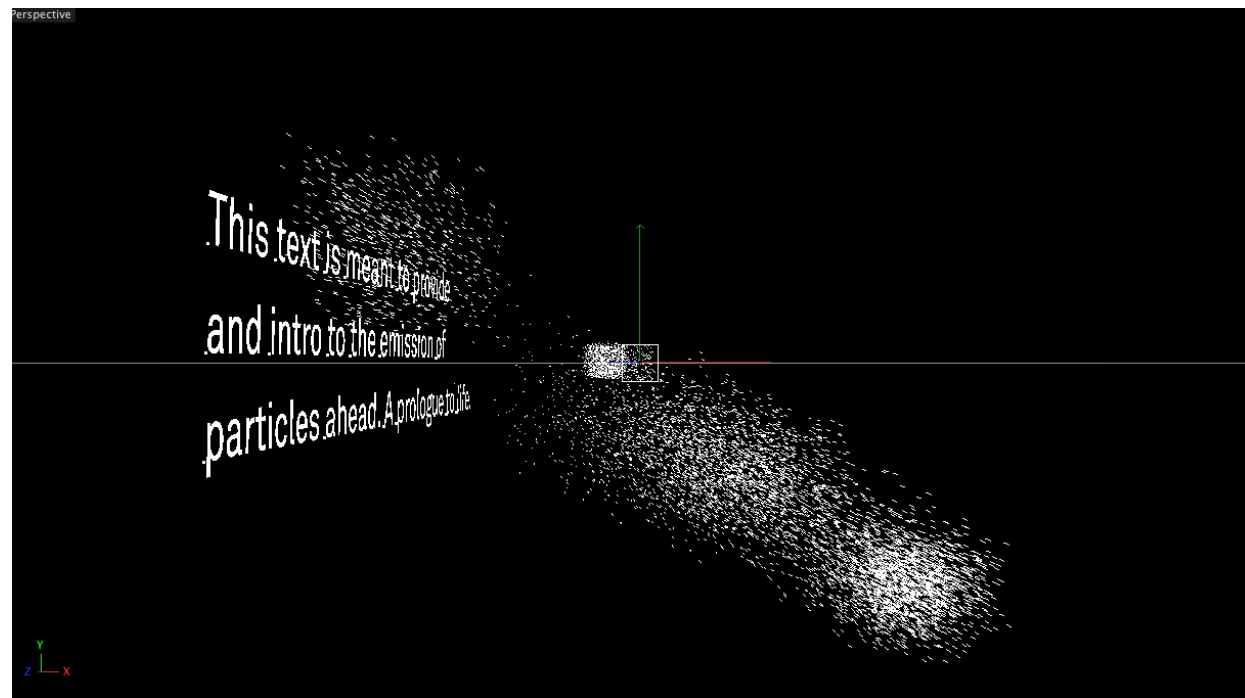 Perspective
This text is meant to provide
and intro to the emission of
particles ahead. A prologue to life.
Y
Z X